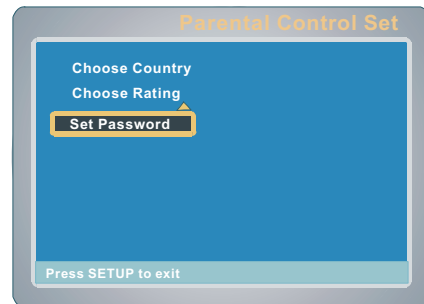 Parental Control Set
Choose Country
Choose Rating
Set Password
Press SETUP to exit